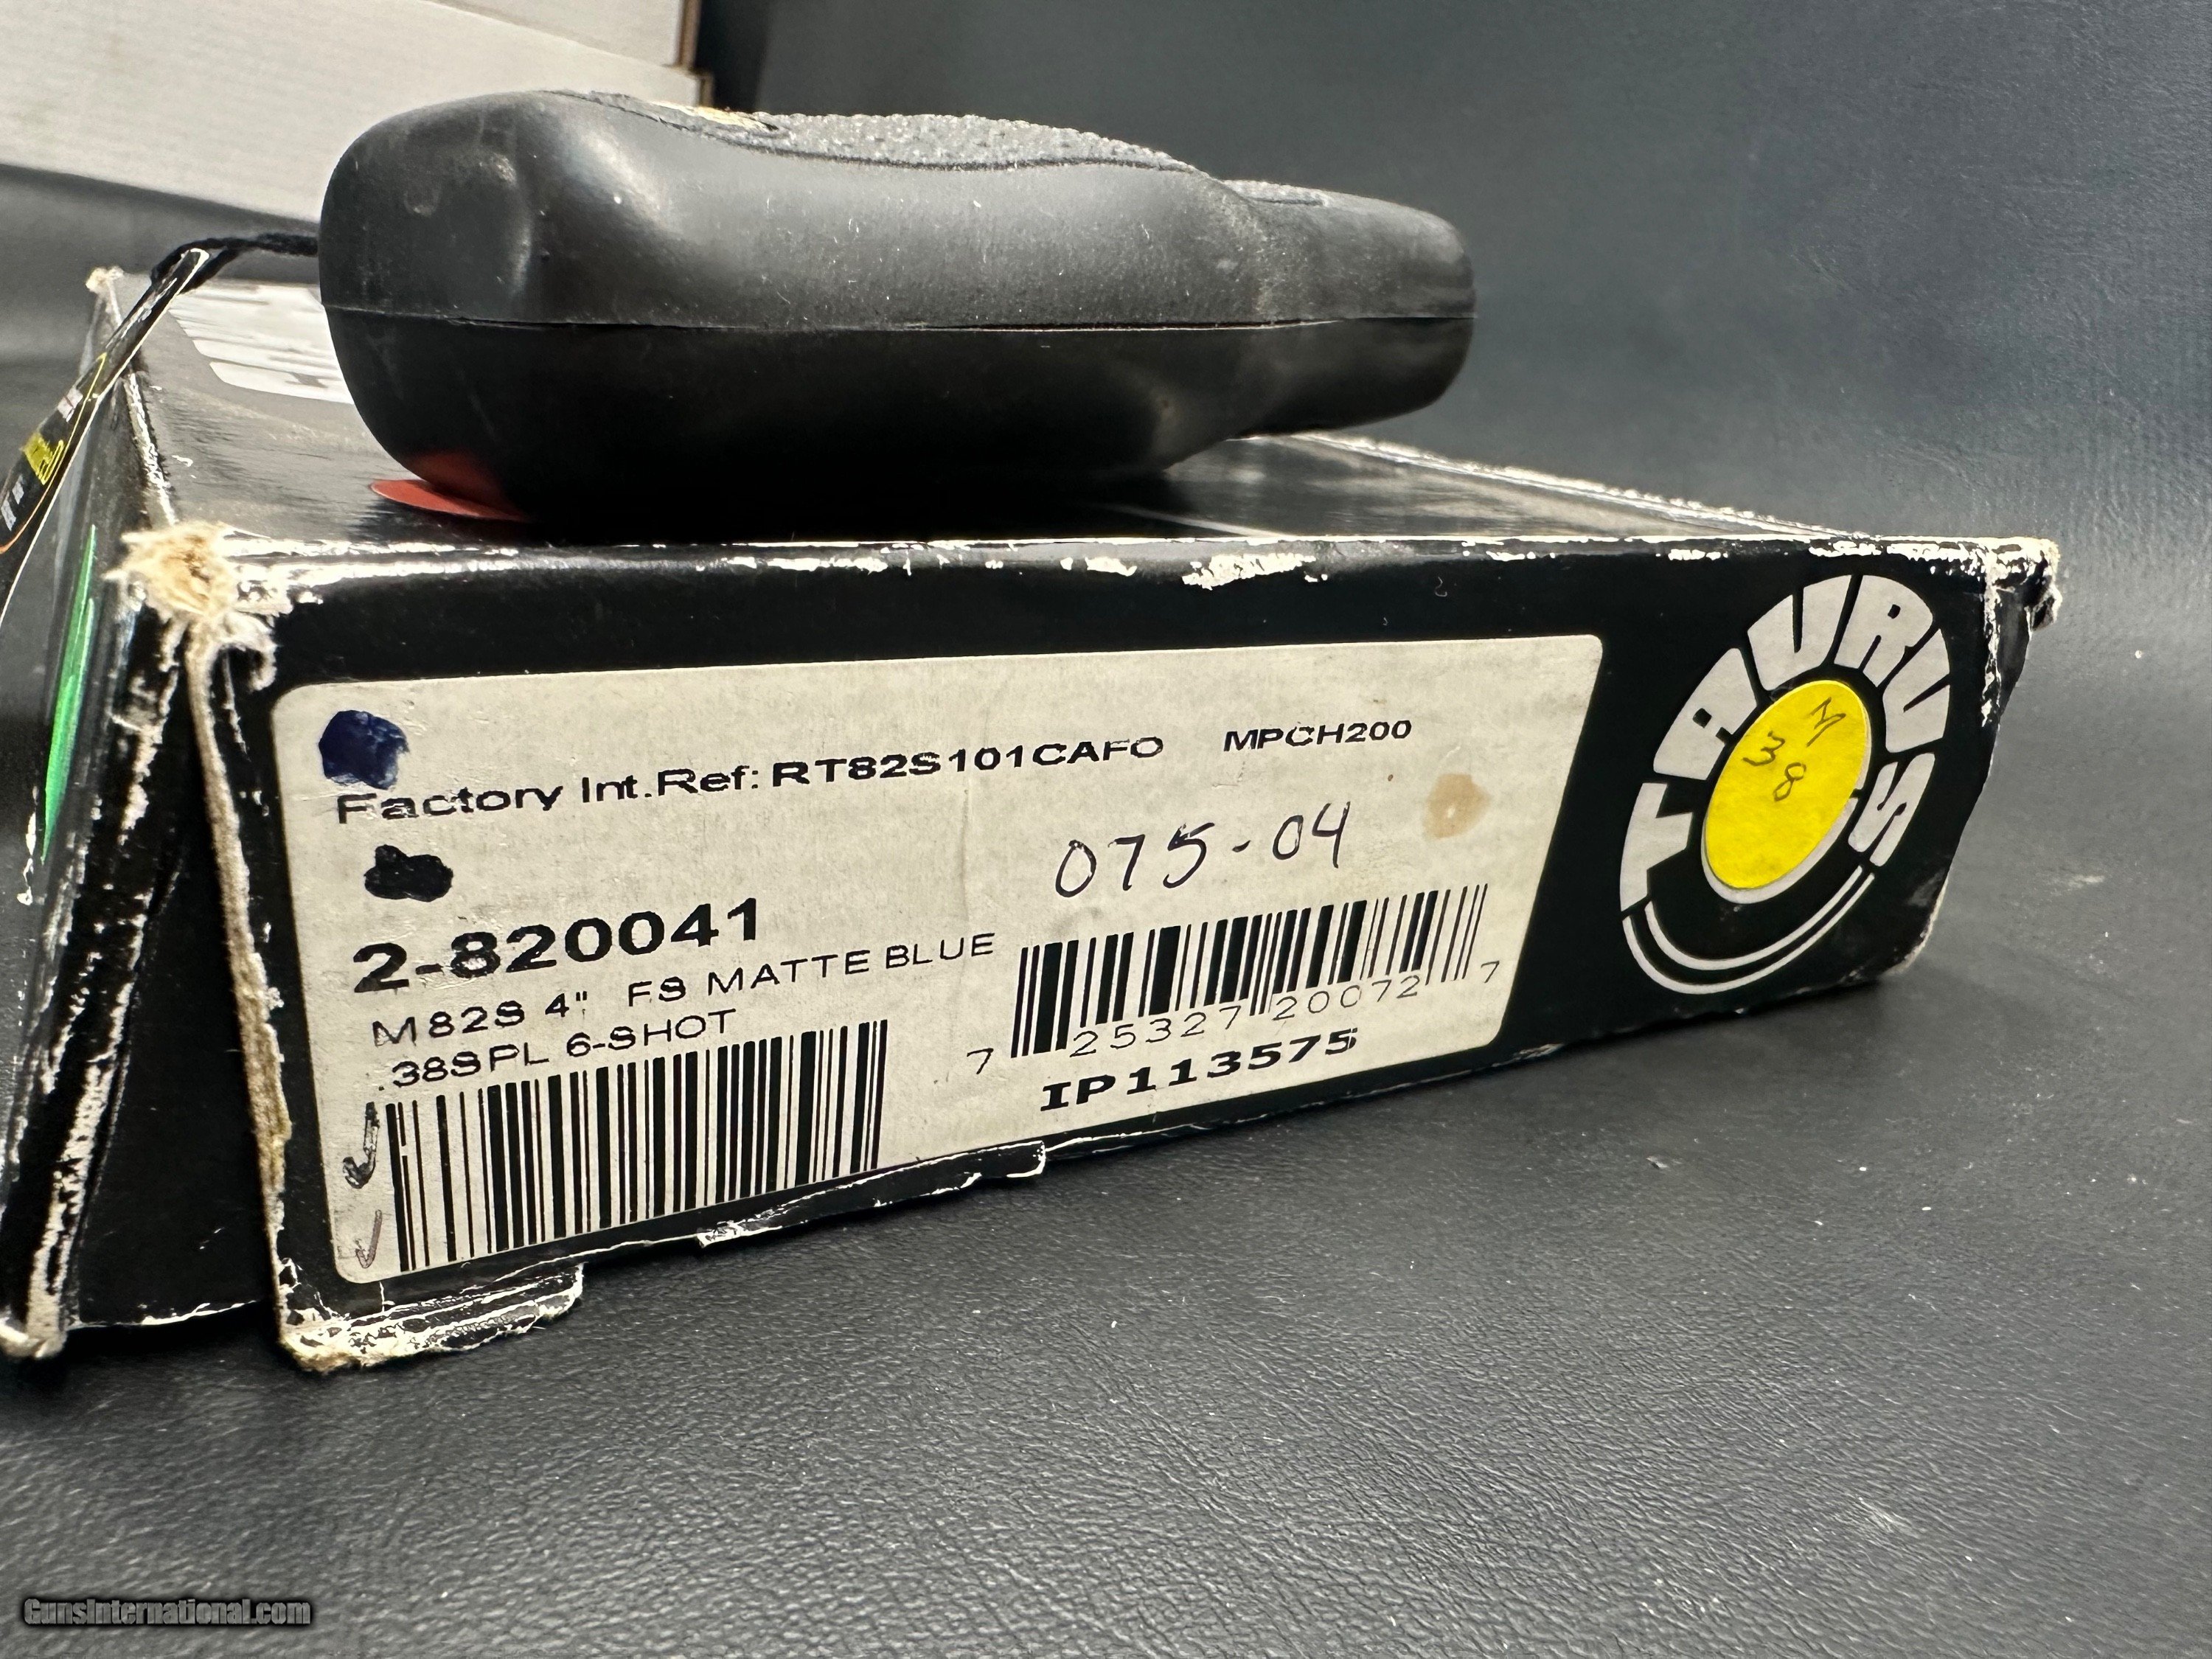 Factory Int.Ref: RT82S101CAFO MPCH200
075-04
2-820041
M82S 4" FS MATTE BLUE
.38SPL 6-SHOT
7 25327 20072 7
IP113575
TAURUS
M
38
GunsInternational.com